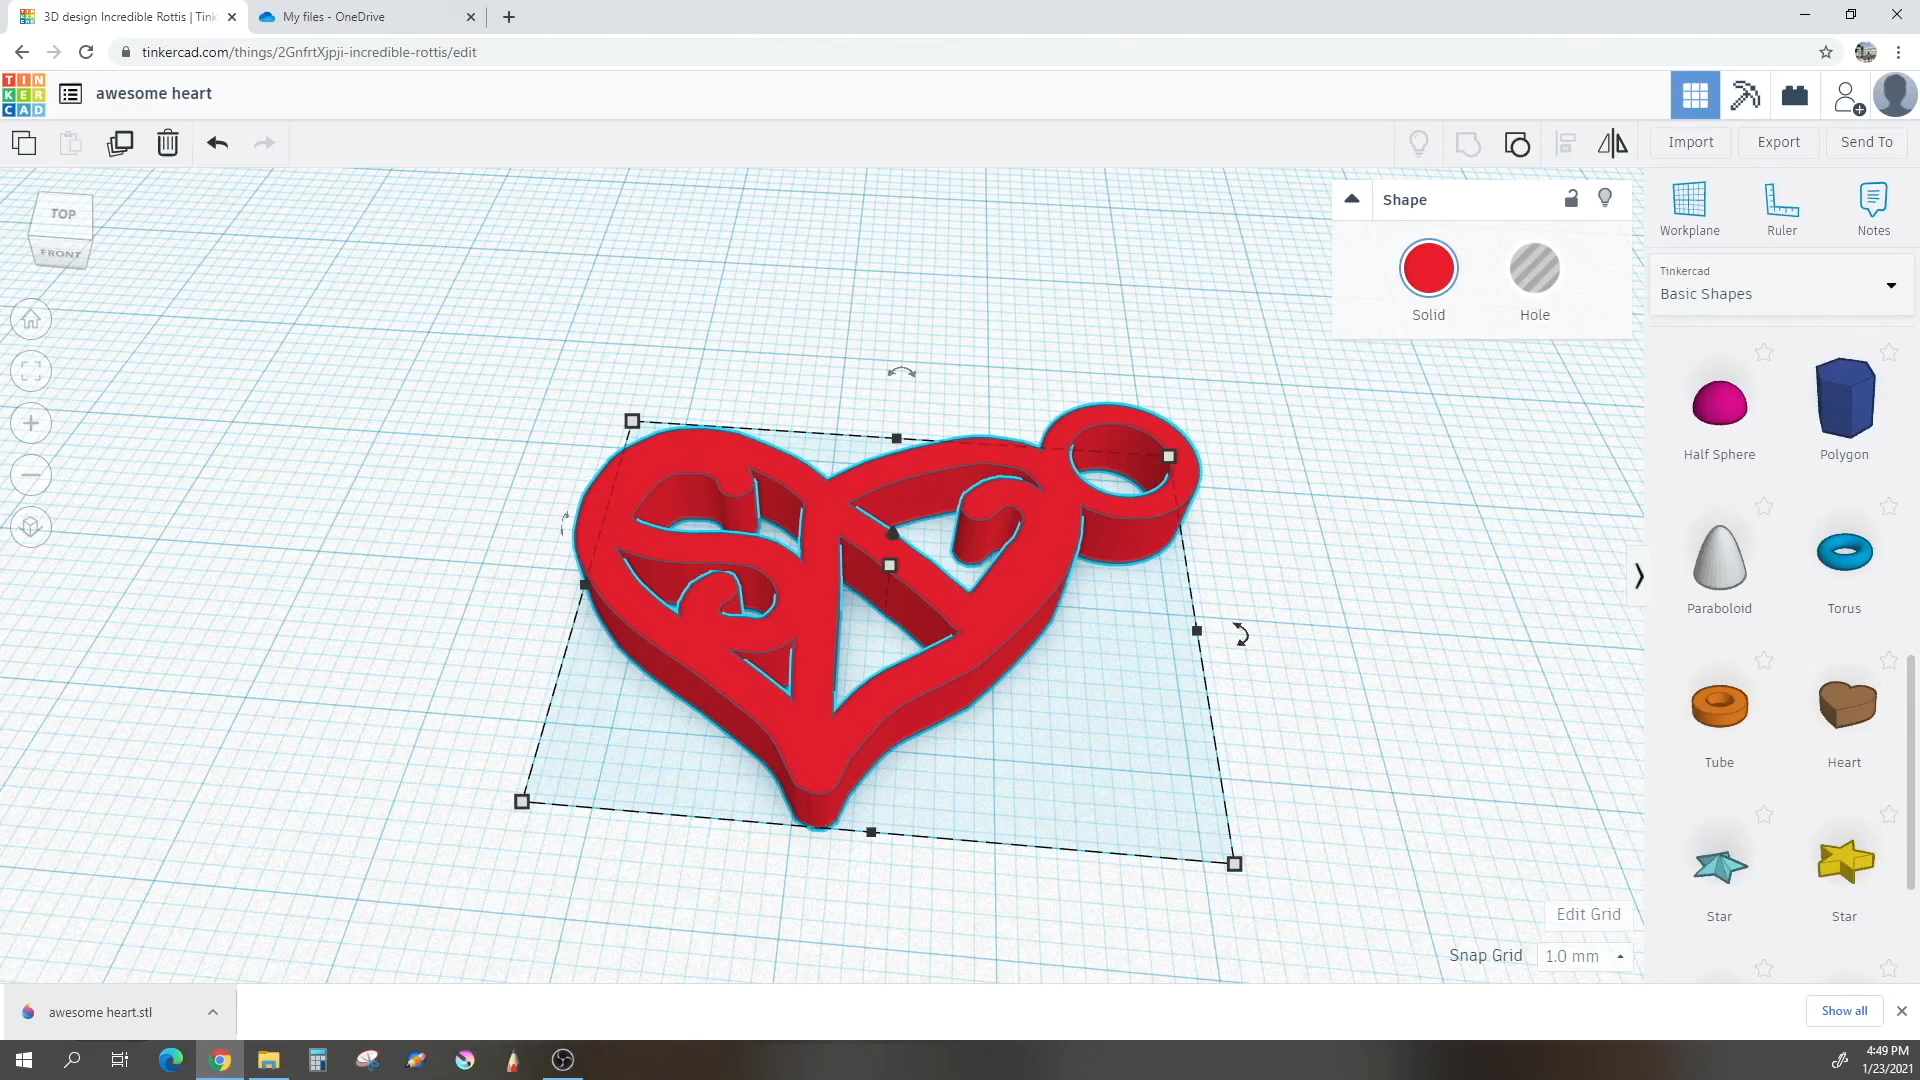 3D design Incredible Rottis | Tink
My files - OneDrive
tinkercad.com/things/2GnfrtXjpji-incredible-rottis/edit
TIN
KER
CAD
awesome heart
Import
Export
Send To
TOP
FRONT
Shape
Solid
Hole
Workplane
Ruler
Notes
Tinkercad
Basic Shapes
Half Sphere
Polygon
Paraboloid
Torus
Tube
Heart
Star
Star
Edit Grid
Snap Grid
1.0 mm
awesome heart.stl
Show all
4:49 PM
1/23/2021